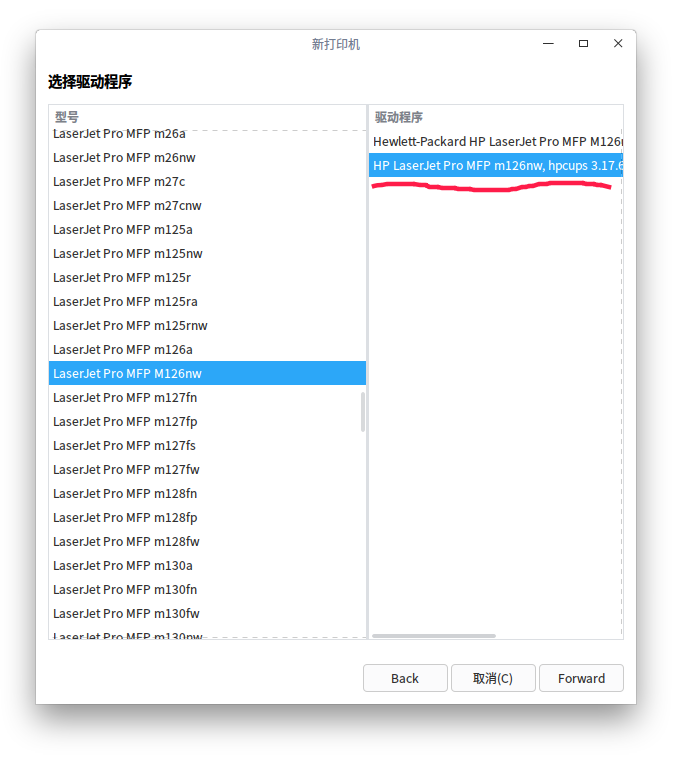 新打印机
选择驱动程序
型号
LaserJet Pro MFP m26a
LaserJet Pro MFP m26nw
LaserJet Pro MFP m27c
LaserJet Pro MFP m27cnw
LaserJet Pro MFP m125a
LaserJet Pro MFP m125nw
LaserJet Pro MFP m125r
LaserJet Pro MFP m125ra
LaserJet Pro MFP m125rnw
LaserJet Pro MFP m126a
LaserJet Pro MFP M126nw
LaserJet Pro MFP m127fn
LaserJet Pro MFP m127fp
LaserJet Pro MFP m127fs
LaserJet Pro MFP m127fw
LaserJet Pro MFP m128fn
LaserJet Pro MFP m128fp
LaserJet Pro MFP m128fw
LaserJet Pro MFP m130a
LaserJet Pro MFP m130fn
LaserJet Pro MFP m130fw
LaserJet Pro MFP m130nw
驱动程序
Hewlett-Packard HP LaserJet Pro MFP M126
HP LaserJet Pro MFP m126nw, hpcups 3.17.6
Back
取消(C)
Forward